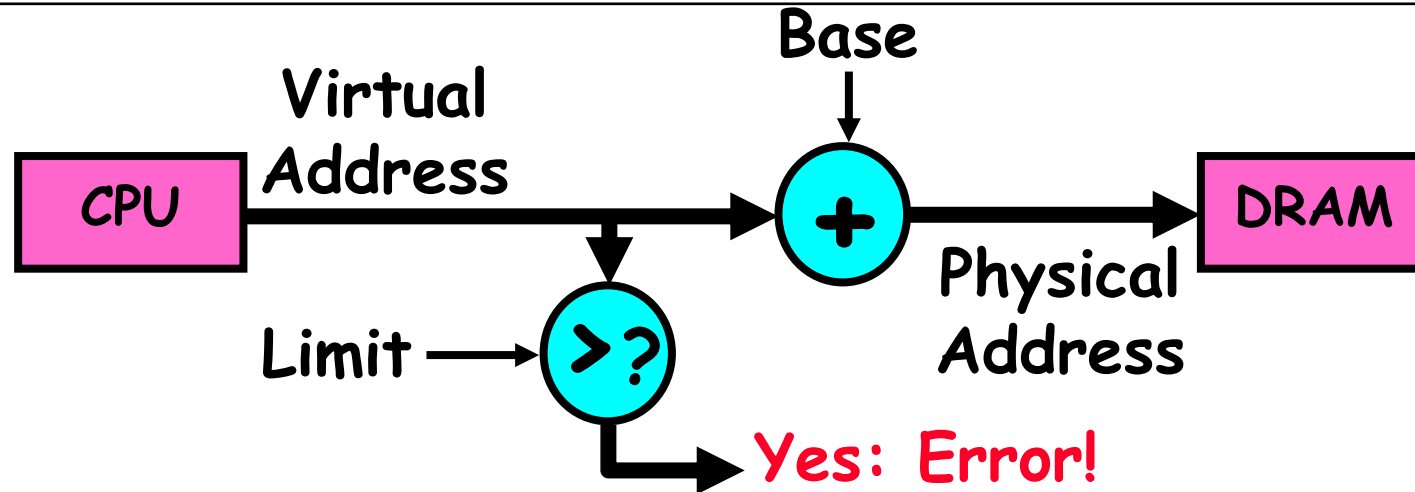 Base
Virtual
Address
CPU
+
DRAM
Physical
Address
Limit
>?
Yes: Error!